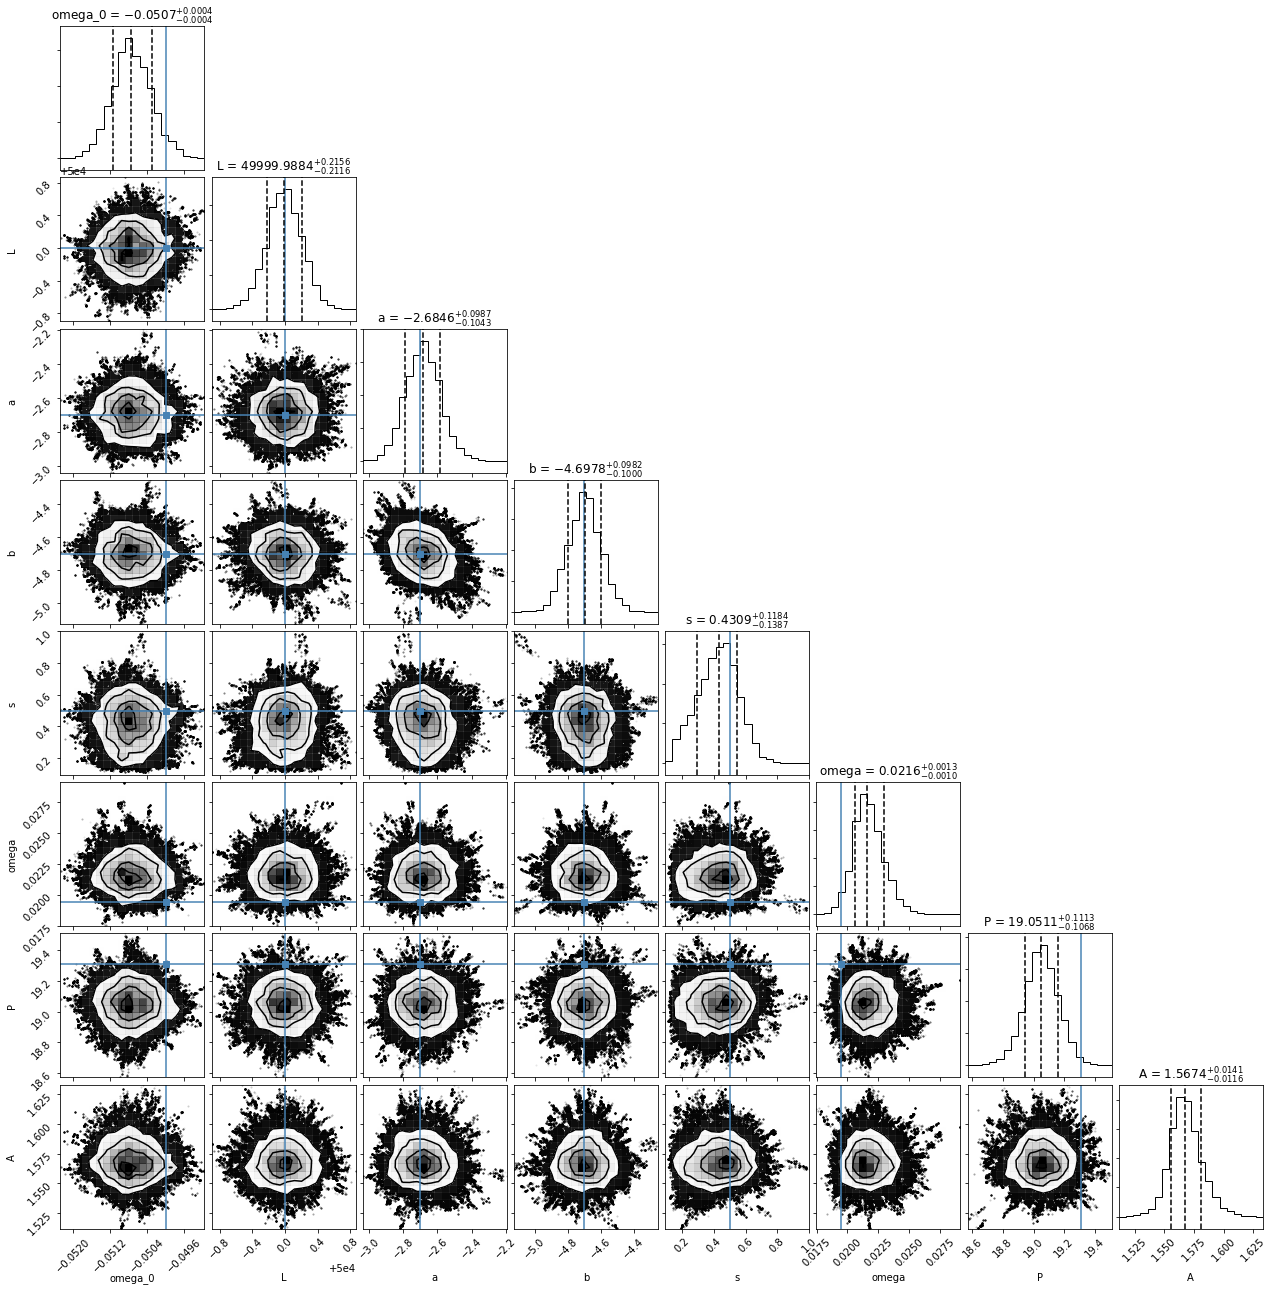 omega_0 = −0.0507+0.0004−0.0004
+5e4
L = 49999.9884+0.2156−0.2116
0.8
0.4
0.0
−0.4
−0.8
L
a = −2.6846+0.0987−0.1043
−2.2
−2.4
−2.6
−2.8
−3.0
a
b = −4.6978+0.0982−0.1000
−4.4
−4.6
−4.8
−5.0
b
s = 0.4309+0.1184−0.1387
1.0
0.8
0.6
0.4
0.2
s
omega = 0.0216+0.0013−0.0010
0.0275
0.0250
0.0225
0.0200
0.0175
omega
P = 19.0511+0.1113−0.1068
19.4
19.2
19.0
18.8
18.6
P
A = 1.5674+0.0141−0.0116
1.625
1.600
1.575
1.550
1.525
A
−0.0520 −0.0512 −0.0504 −0.0496 −0.8 −0.4 0.0 0.4 0.8 −3.0 −2.8 −2.6 −2.4 −2.2 −5.0 −4.8 −4.6 −4.4 0.2 0.4 0.6 0.8 1.0 0.0175 0.0200 0.0225 0.0250 0.0275 18.6 18.8 19.0 19.2 19.4 1.525 1.550 1.575 1.600 1.625
+5e4
omega_0 L a b s omega P A